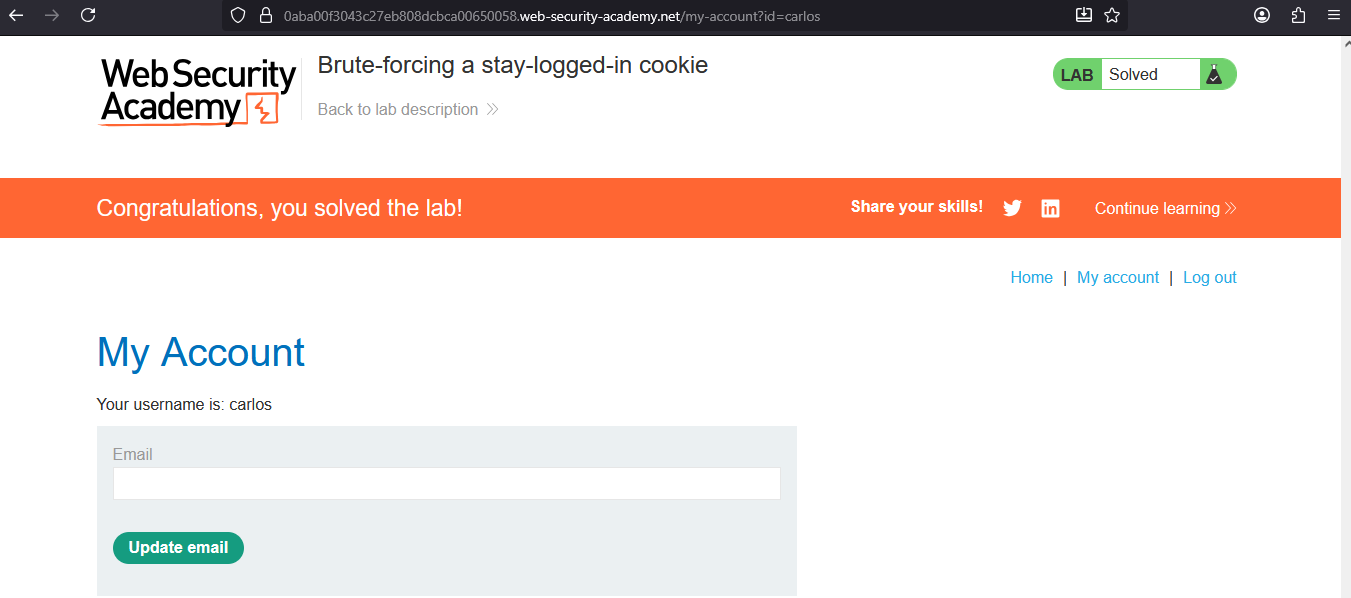 0aba00f3043c27eb808dcbca00650058.web-security-academy.net/my-account?id=carlos
Web Security
Academy
Brute-forcing a stay-logged-in cookie
Back to lab description
LAB Solved
Congratulations, you solved the lab!
Share your skills!
Continue learning
Home | My account | Log out
My Account
Your username is: carlos
Email
Update email